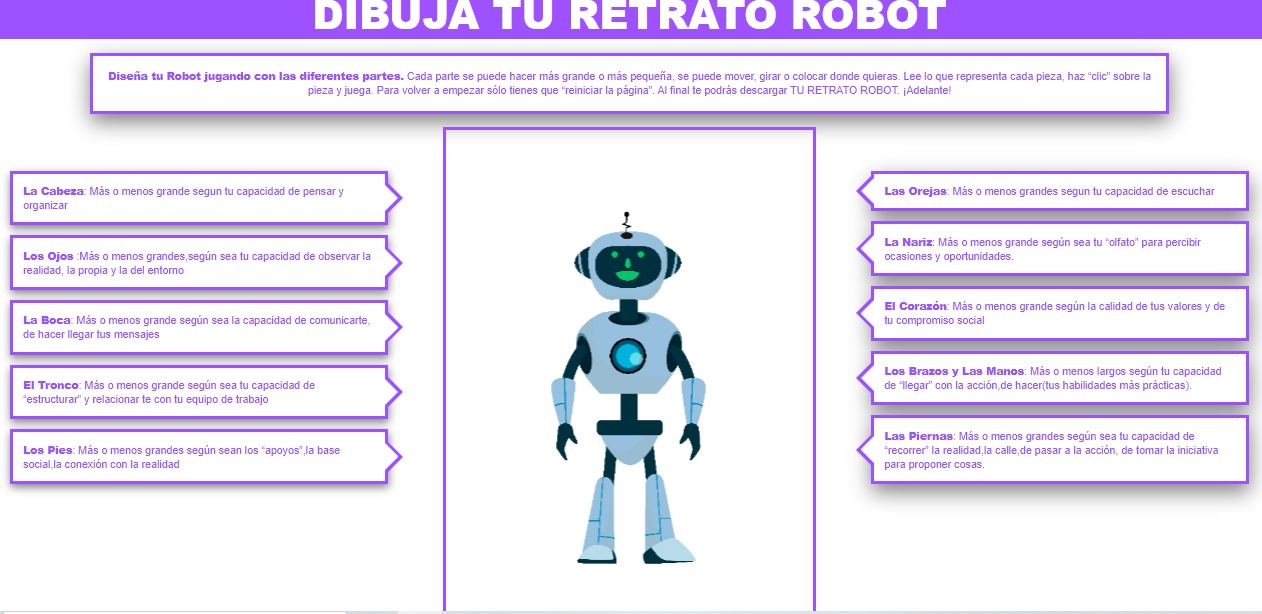 DIBUJA TU RETRATO ROBOT
Diseña tu Robot jugando con las diferentes partes. Cada parte se puede hacer más grande o más pequeña, se puede mover, girar o colocar donde quieras. Lee lo que representa cada pieza, haz “clic” sobre la
pieza y juega. Para volver a empezar sólo tienes que “reiniciar la página”. Al final te podrás descargar TU RETRATO ROBOT. ¡Adelante!
La Cabeza: Más o menos grande segun tu capacidad de pensar y
organizar
Los Ojos :Más o menos grandes,según sea tu capacidad de observar la
realidad, la propia y la del entorno
La Boca: Más o menos grande según sea la capacidad de comunicarte,
de hacer llegar tus mensajes
El Tronco: Más o menos grande según sea tu capacidad de
“estructurar” y relacionar te con tu equipo de trabajo
Los Pies: Más o menos grandes según sean los “apoyos”,la base
social,la conexión con la realidad
Las Orejas: Más o menos grandes segun tu capacidad de escuchar
La Nariz: Más o menos grande según sea tu “olfato” para percibir
ocasiones y oportunidades.
El Corazón: Más o menos grande según la calidad de tus valores y de
tu compromiso social
Los Brazos y Las Manos: Más o menos largos según tu capacidad
de “llegar” con la acción,de hacer(tus habilidades más prácticas).
Las Piernas: Más o menos grandes según sea tu capacidad de
“recorrer” la realidad,la calle,de pasar a la acción, de tomar la iniciativa
para proponer cosas.